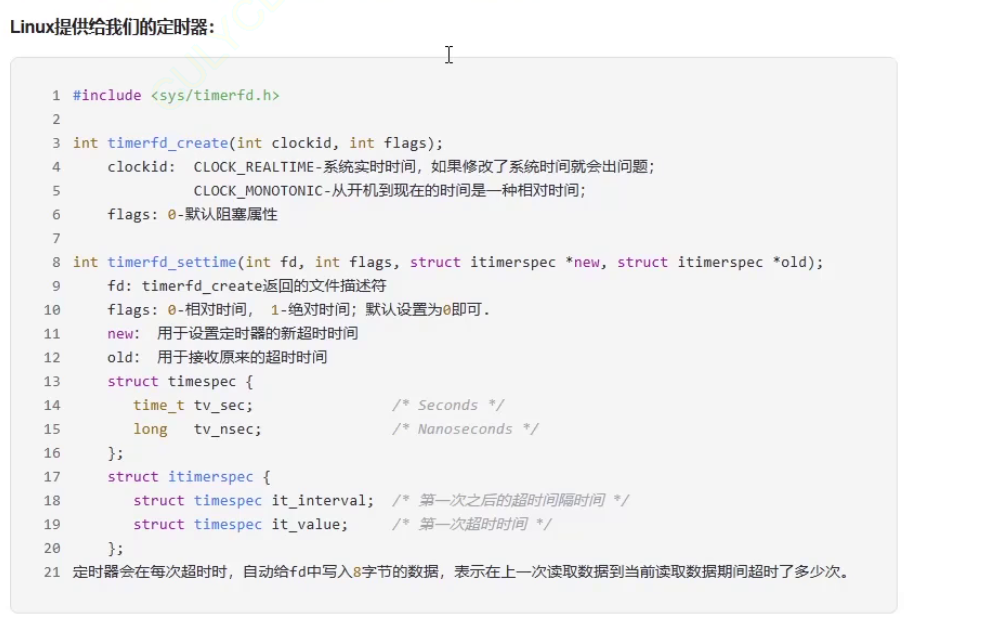 Linux提供给我们的定时器：
1 #include <sys/timerfd.h>
2
3 int timerfd_create(int clockid, int flags);
4 clockid: CLOCK_REALTIME-系统实时时间，如果修改了系统时间就会出问题；
5 CLOCK_MONOTONIC-从开机到现在的时间是一种相对时间；
6 flags: 0-默认阻塞属性
7
8 int timerfd_settime(int fd, int flags, struct itimerspec *new, struct itimerspec *old);
9 fd: timerfd_create返回的文件描述符
10 flags: 0-相对时间， 1-绝对时间；默认设置为0即可.
11 new: 用于设置定时器的新超时时间
12 old: 用于接收原来的超时时间
13 struct timespec {
14 time_t tv_sec; /* Seconds */
15 long tv_nsec; /* Nanoseconds */
16 };
17 struct itimerspec {
18 struct timespec it_interval; /* 第一次之后的超时间隔时间 */
19 struct timespec it_value; /* 第一次超时时间 */
20 };
21 定时器会在每次超时时，自动给fd中写入8字节的数据，表示在上一次读取数据到当前读取数据期间超时了多少次。